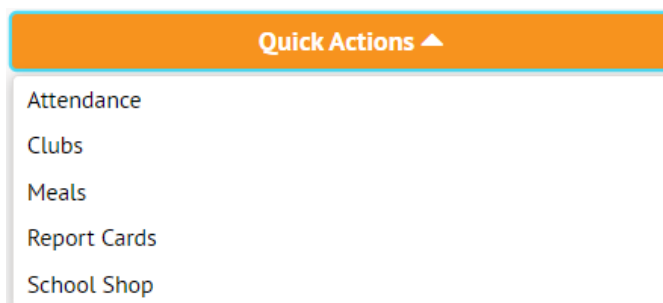 Quick Actions
Attendance
Clubs
Meals
Report Cards
School Shop